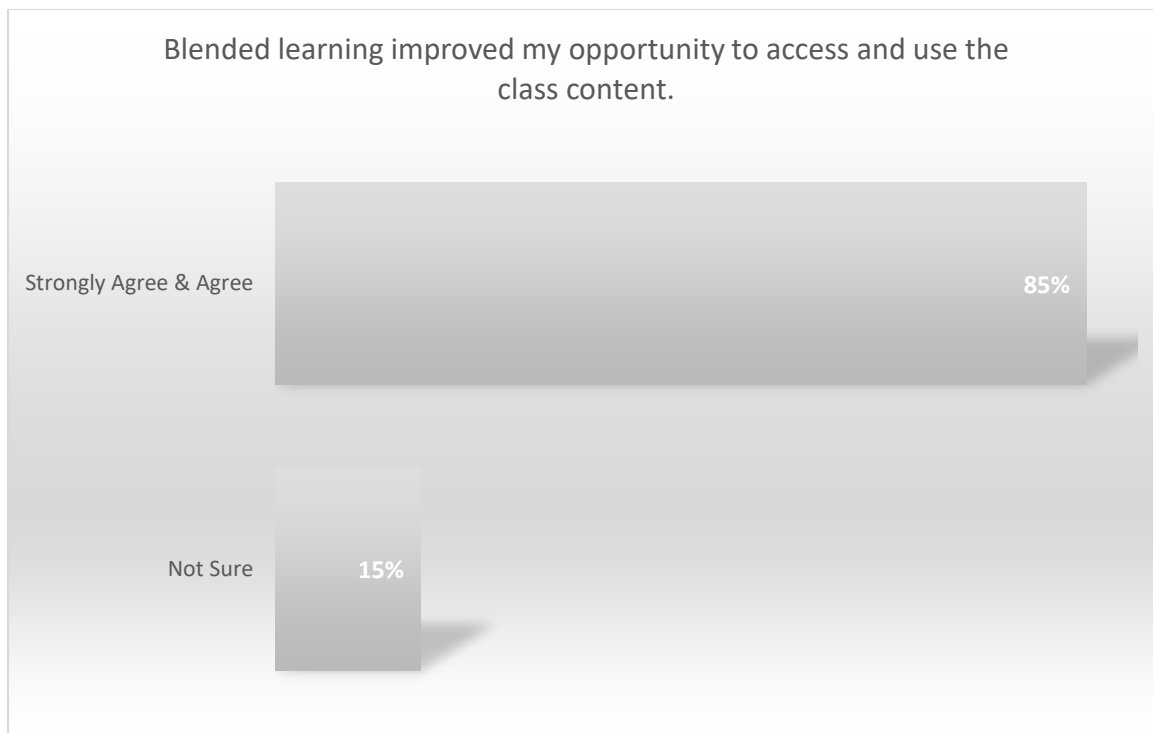 Blended learning improved my opportunity to access and use the
class content.
Strongly Agree & Agree
85%
Not Sure
15%